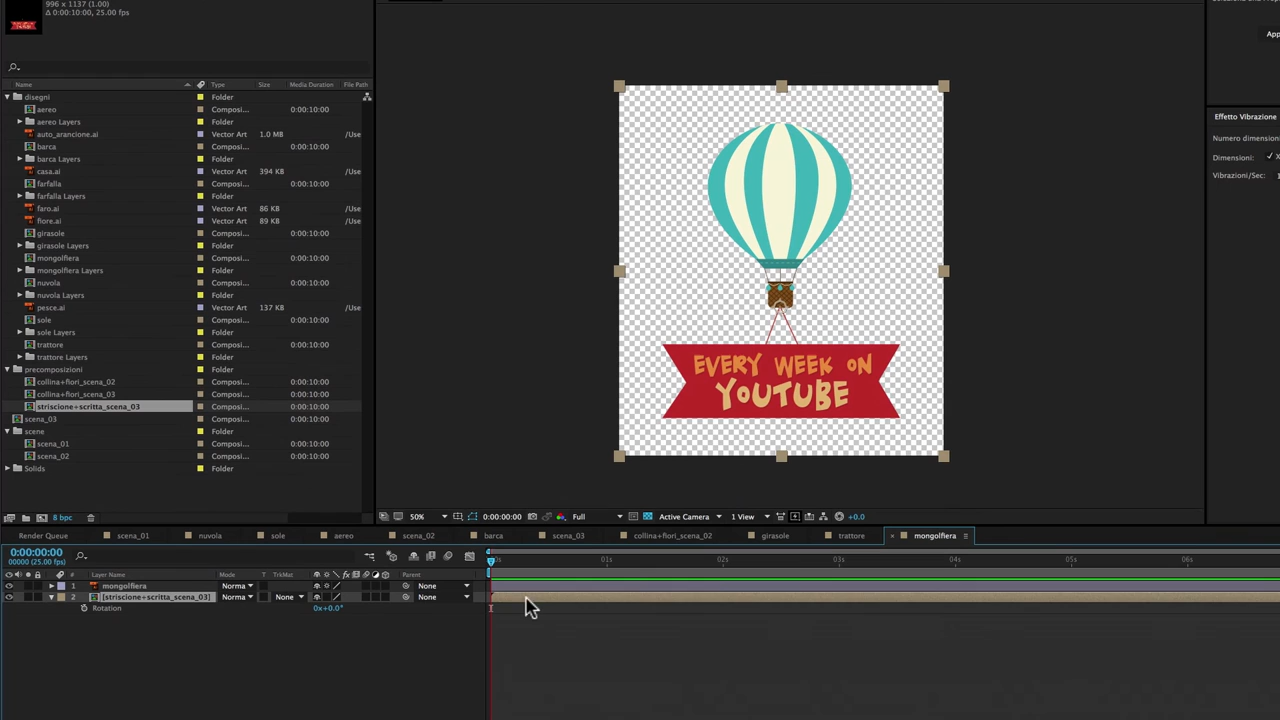 996 x 1137 (1.00)
Δ 0:00:10:00, 25.00 fps)
Name Type Size Media Duration File Path
disegni Folder
aereo Composi... 0:00:10:00
aereo Layers Folder
auto_arancione.ai Vector Art 1.0 MB /Use
barca Composi... 0:00:10:00
barca Layers Folder
casa.ai Vector Art 394 KB /Use
farfalla Composi... 0:00:10:00
farfalla Layers Folder
faro.ai Vector Art 86 KB /Use
fiore.ai Vector Art 89 KB /Use
girasole Composi... 0:00:10:00
girasole Layers Folder
mongolfiera Composi... 0:00:10:00
mongolfiera Layers Folder
nuvola Composi... 0:00:10:00
nuvola Layers Folder
pesce.ai Vector Art 137 KB /Use
sole Composi... 0:00:10:00
sole Layers Folder
trattore Composi... 0:00:10:00
trattore Layers Folder
precomposizioni Folder
collina+fiori_scena_02 Composi... 0:00:10:00
collina+fiori_scena_03 Composi... 0:00:10:00
striscione+scritta_scena_03 Composi... 0:00:10:00
scena_03 Composi... 0:00:10:00
scene Folder
scena_01 Composi... 0:00:10:00
scena_02 Composi... 0:00:10:00
Solids Folder
8 bpc
EVERY WEEK ON
YOUTUBE
App
Effetto Vibrazione
Numero dimension
Dimensioni: ✓ X
Vibrazioni/Sec: 1
50% 0:00:00:00 Full Active Camera 1 View +0.0
Render Queue scena_01 nuvola sole aereo scena_02 barca scena_03 collina+fiori_scena_02 girasole trattore × mongolfiera
0:00:00:00
00000 (25.00 fps)
01s 02s 03s 04s 05s 06s
# Layer Name Mode T TrkMat Parent
1 mongolfiera Norma None
2 [striscione+scritta_scena_03] Norma None None
Rotation 0x+0.0°